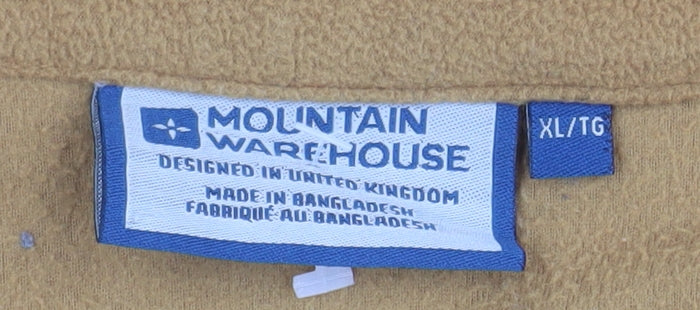 MOUNTAIN
WAREHOUSE
DESIGNED IN UNITED KINGDOM
MADE IN BANGLADESH
FABRIQUÉ AU BANGLADESH
XL/TG